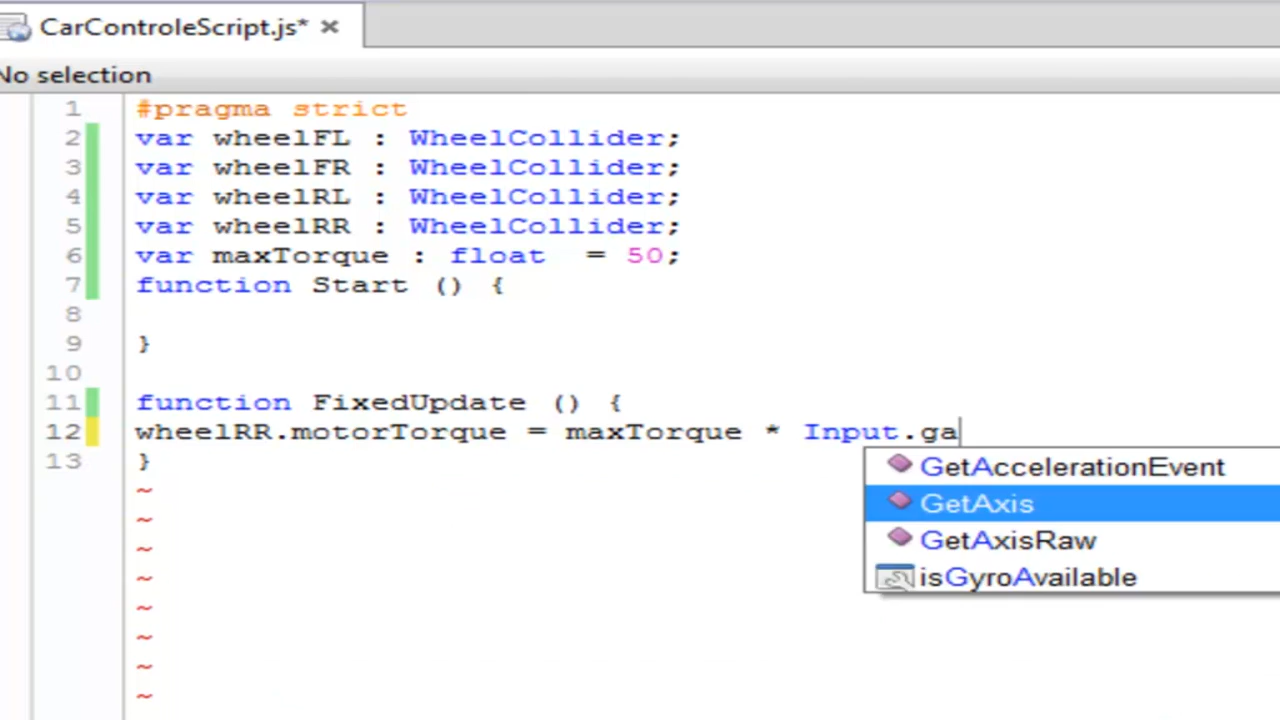 CarControleScript.js*
No selection
1 #pragma strict
2 var wheelFL : WheelCollider;
3 var wheelFR : WheelCollider;
4 var wheelRL : WheelCollider;
5 var wheelRR : WheelCollider;
6 var maxTorque : float = 50;
7 function Start () {
8
9 }
10
11 function FixedUpdate () {
12 wheelRR.motorTorque = maxTorque * Input.ga
13 }
GetAccelerationEvent
GetAxis
GetAxisRaw
isGyroAvailable
~
~
~
~
~
~
~
~